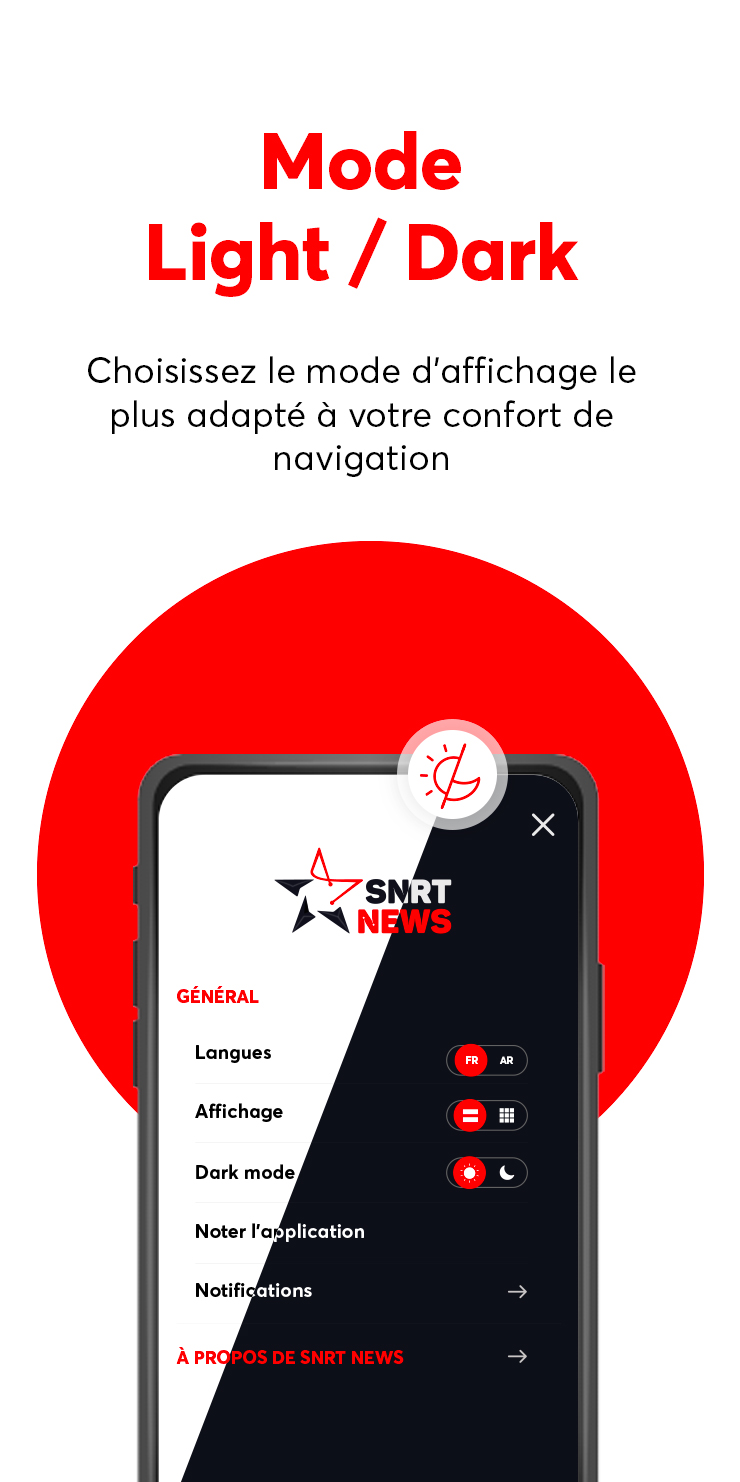 Mode
Light / Dark
Choisissez le mode d'affichage le
plus adapté à votre confort de
navigation
SNRT
NEWS
GÉNÉRAL
Langues
FR AR
Affichage
Dark mode
Noter l'application
Notifications
À PROPOS DE SNRT NEWS